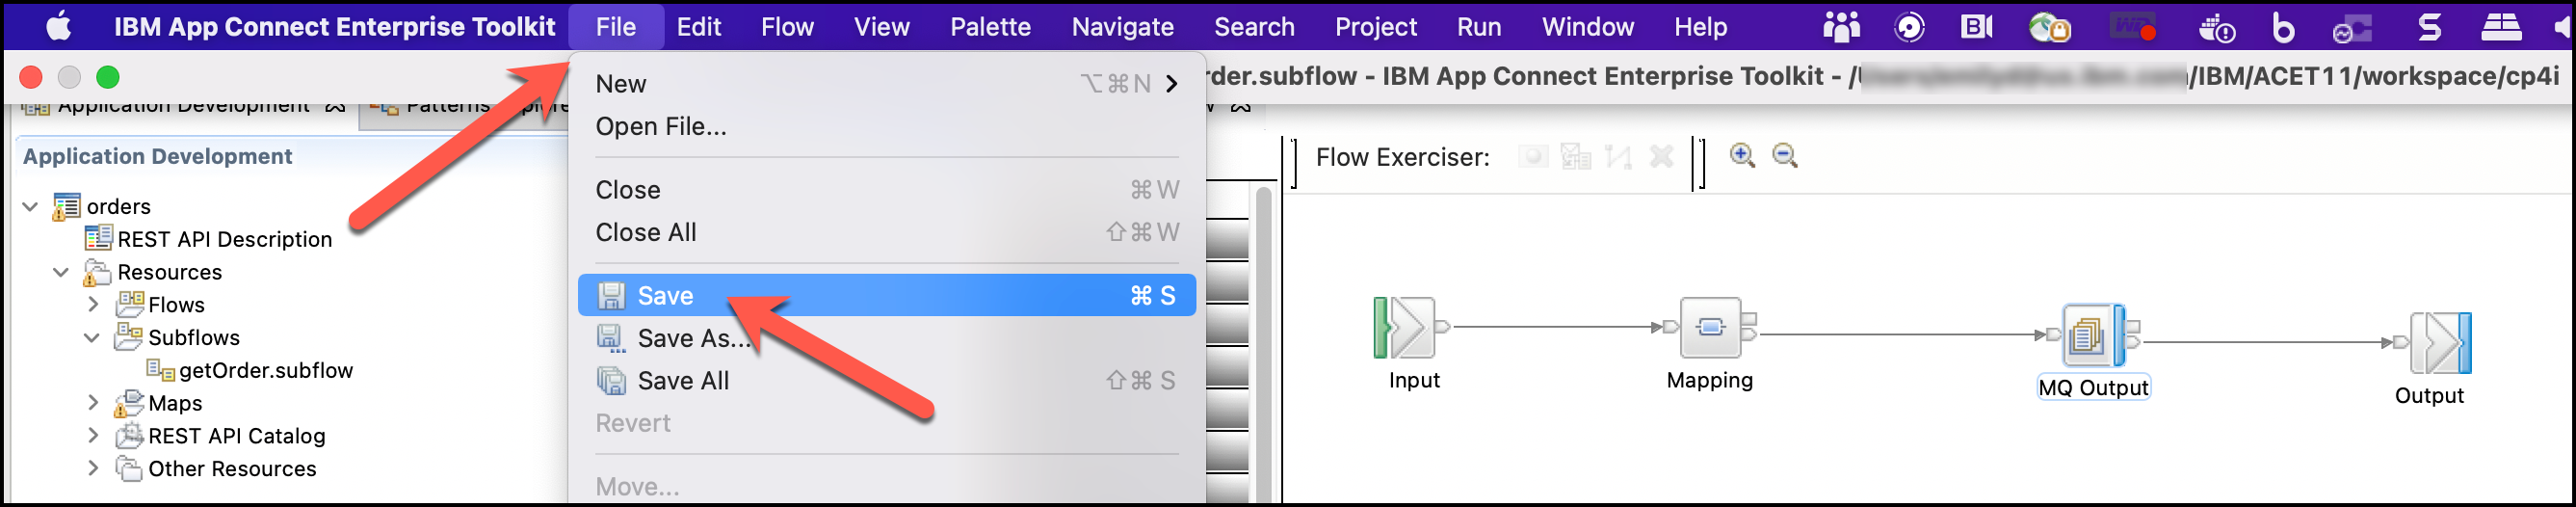 IBM App Connect Enterprise Toolkit File Edit Flow View Palette Navigate Search Project Run Window Help
rder.subflow - IBM App Connect Enterprise Toolkit - / /IBM/ACET11/workspace/cp4i
Application Development Patterns
Application Development
orders
REST API Description
Resources
Flows
Subflows
getOrder.subflow
Maps
REST API Catalog
Other Resources
New ⌥⌘N
Open File...
Close ⌘W
Close All ⇧⌘W
Save ⌘ S
Save As...
Save All ⇧⌘ S
Revert
Move...
Flow Exerciser:
Input
Mapping
MQ Output
Output